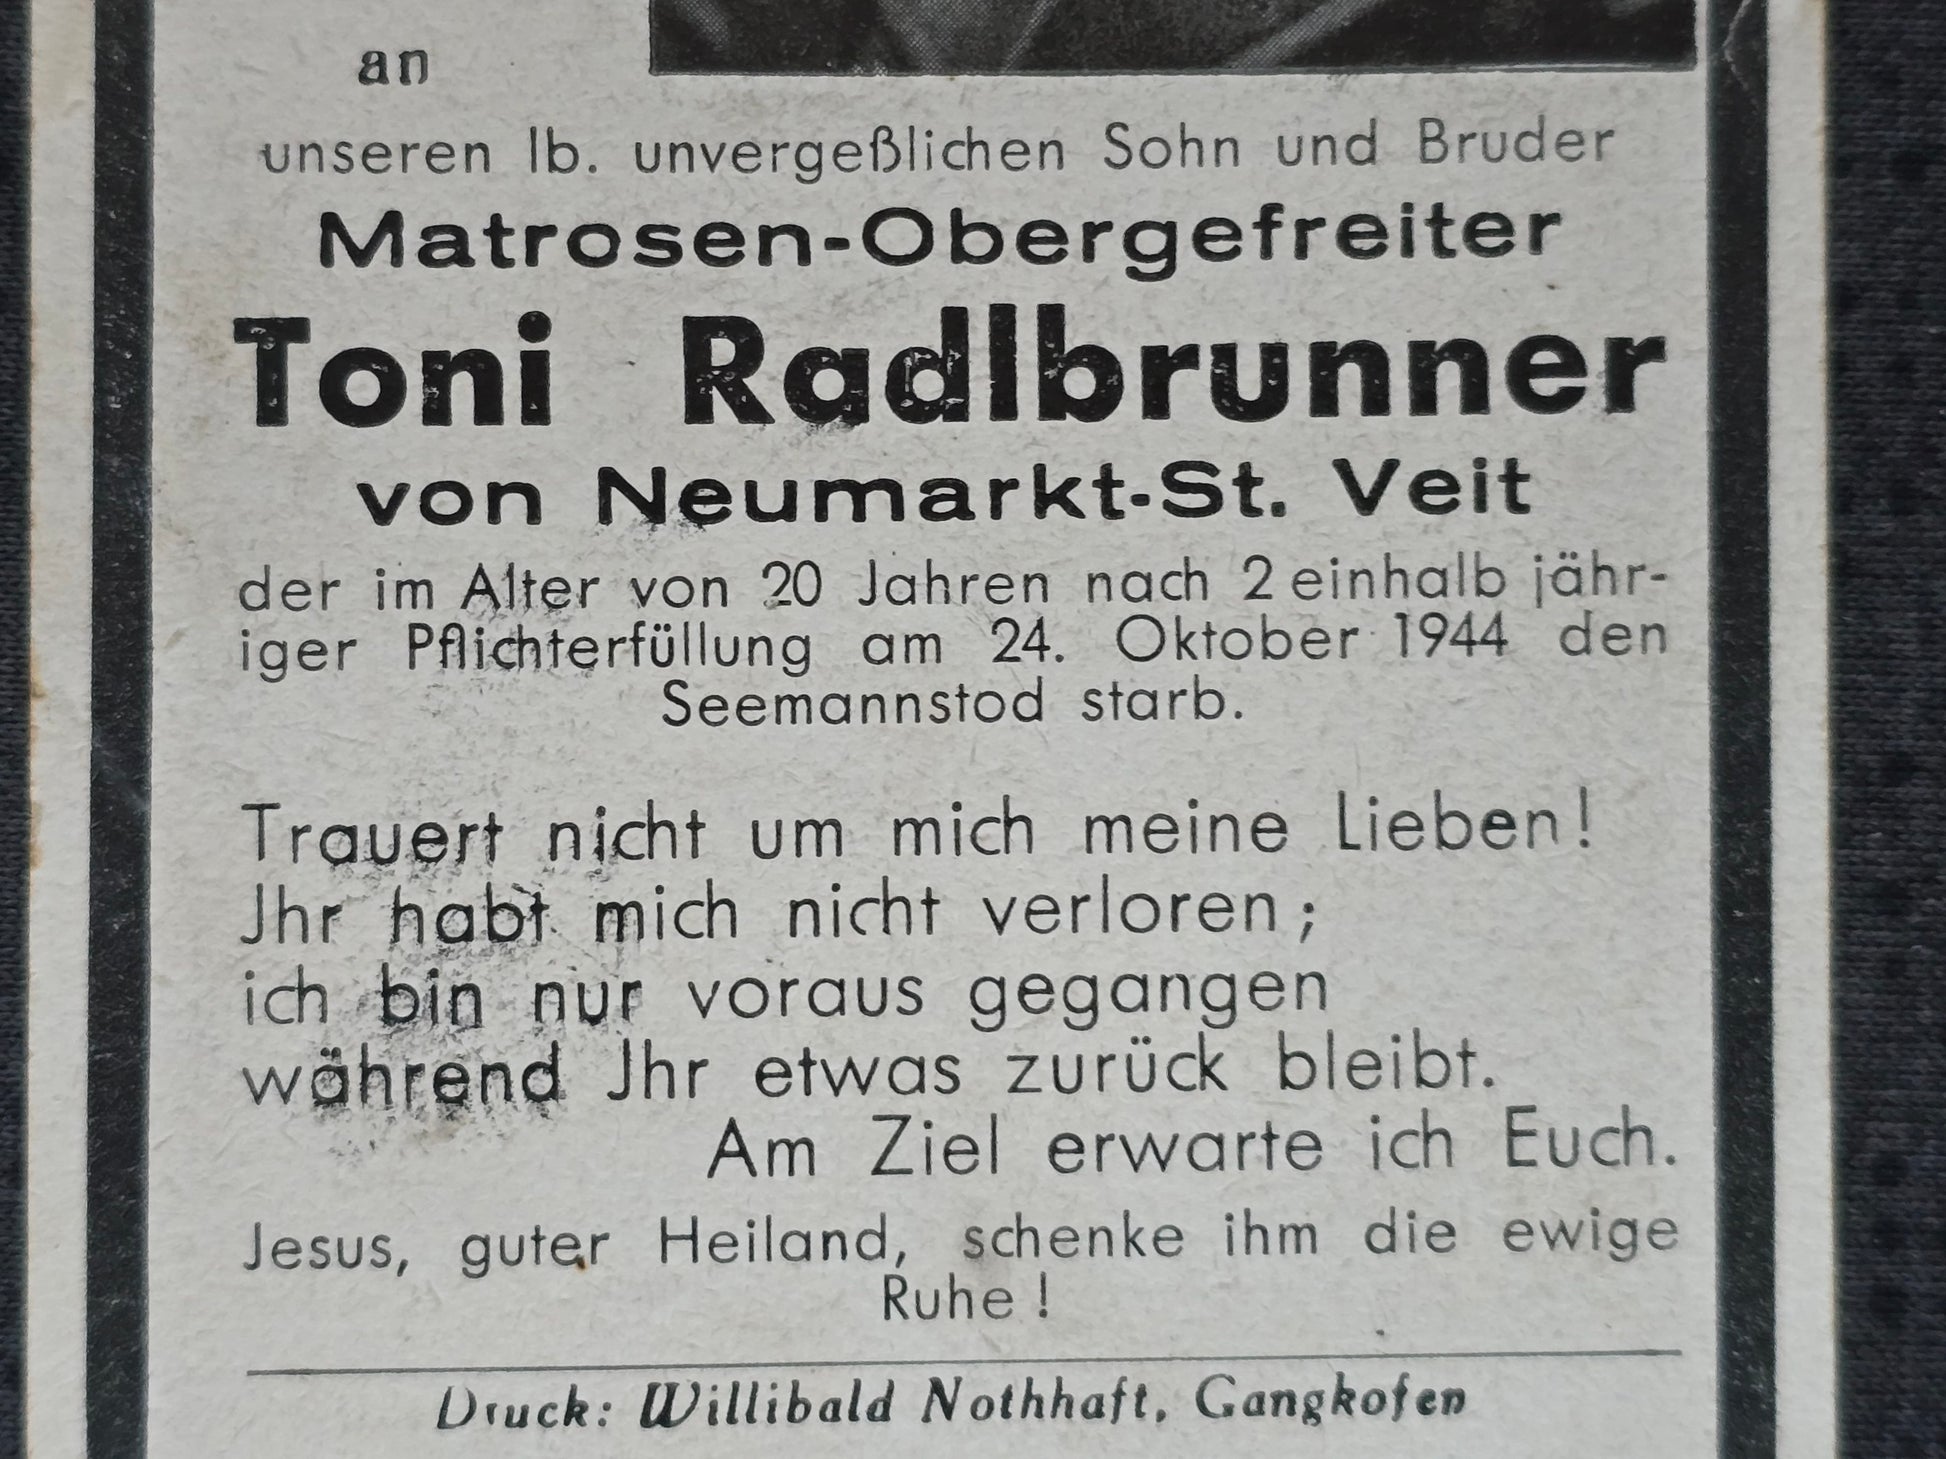 an
unseren lb. unvergeßlichen Sohn und Bruder
Matrosen-Obergefreiter
Toni Radlbrunner
von Neumarkt-St. Veit
der im Alter von 20 Jahren nach 2 einhalb jähr-
iger Pflichterfüllung am 24. Oktober 1944 den
Seemannstod starb.
Trauert nicht um mich meine Lieben!
Jhr habt mich nicht verloren;
ich bin nur voraus gegangen
während Jhr etwas zurück bleibt.
Am Ziel erwarte ich Euch.
Jesus, guter Heiland, schenke ihm die ewige
Ruhe!
Druck: Willibald Nothhaft, Gangkofen